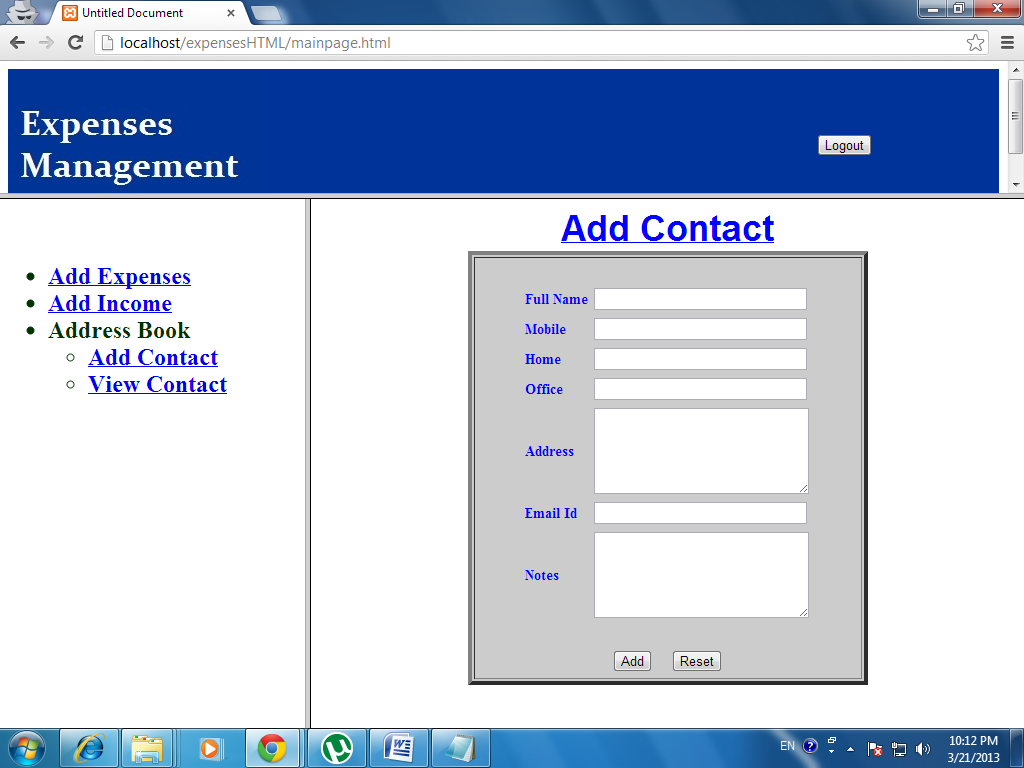 Untitled Document
localhost/expensesHTML/mainpage.html
Expenses
Management
Logout
Add Expenses
Add Income
Address Book
Add Contact
View Contact
Add Contact
Full Name
Mobile
Home
Office
Address
Email Id
Notes
Add Reset
EN
10:12 PM
3/21/2013